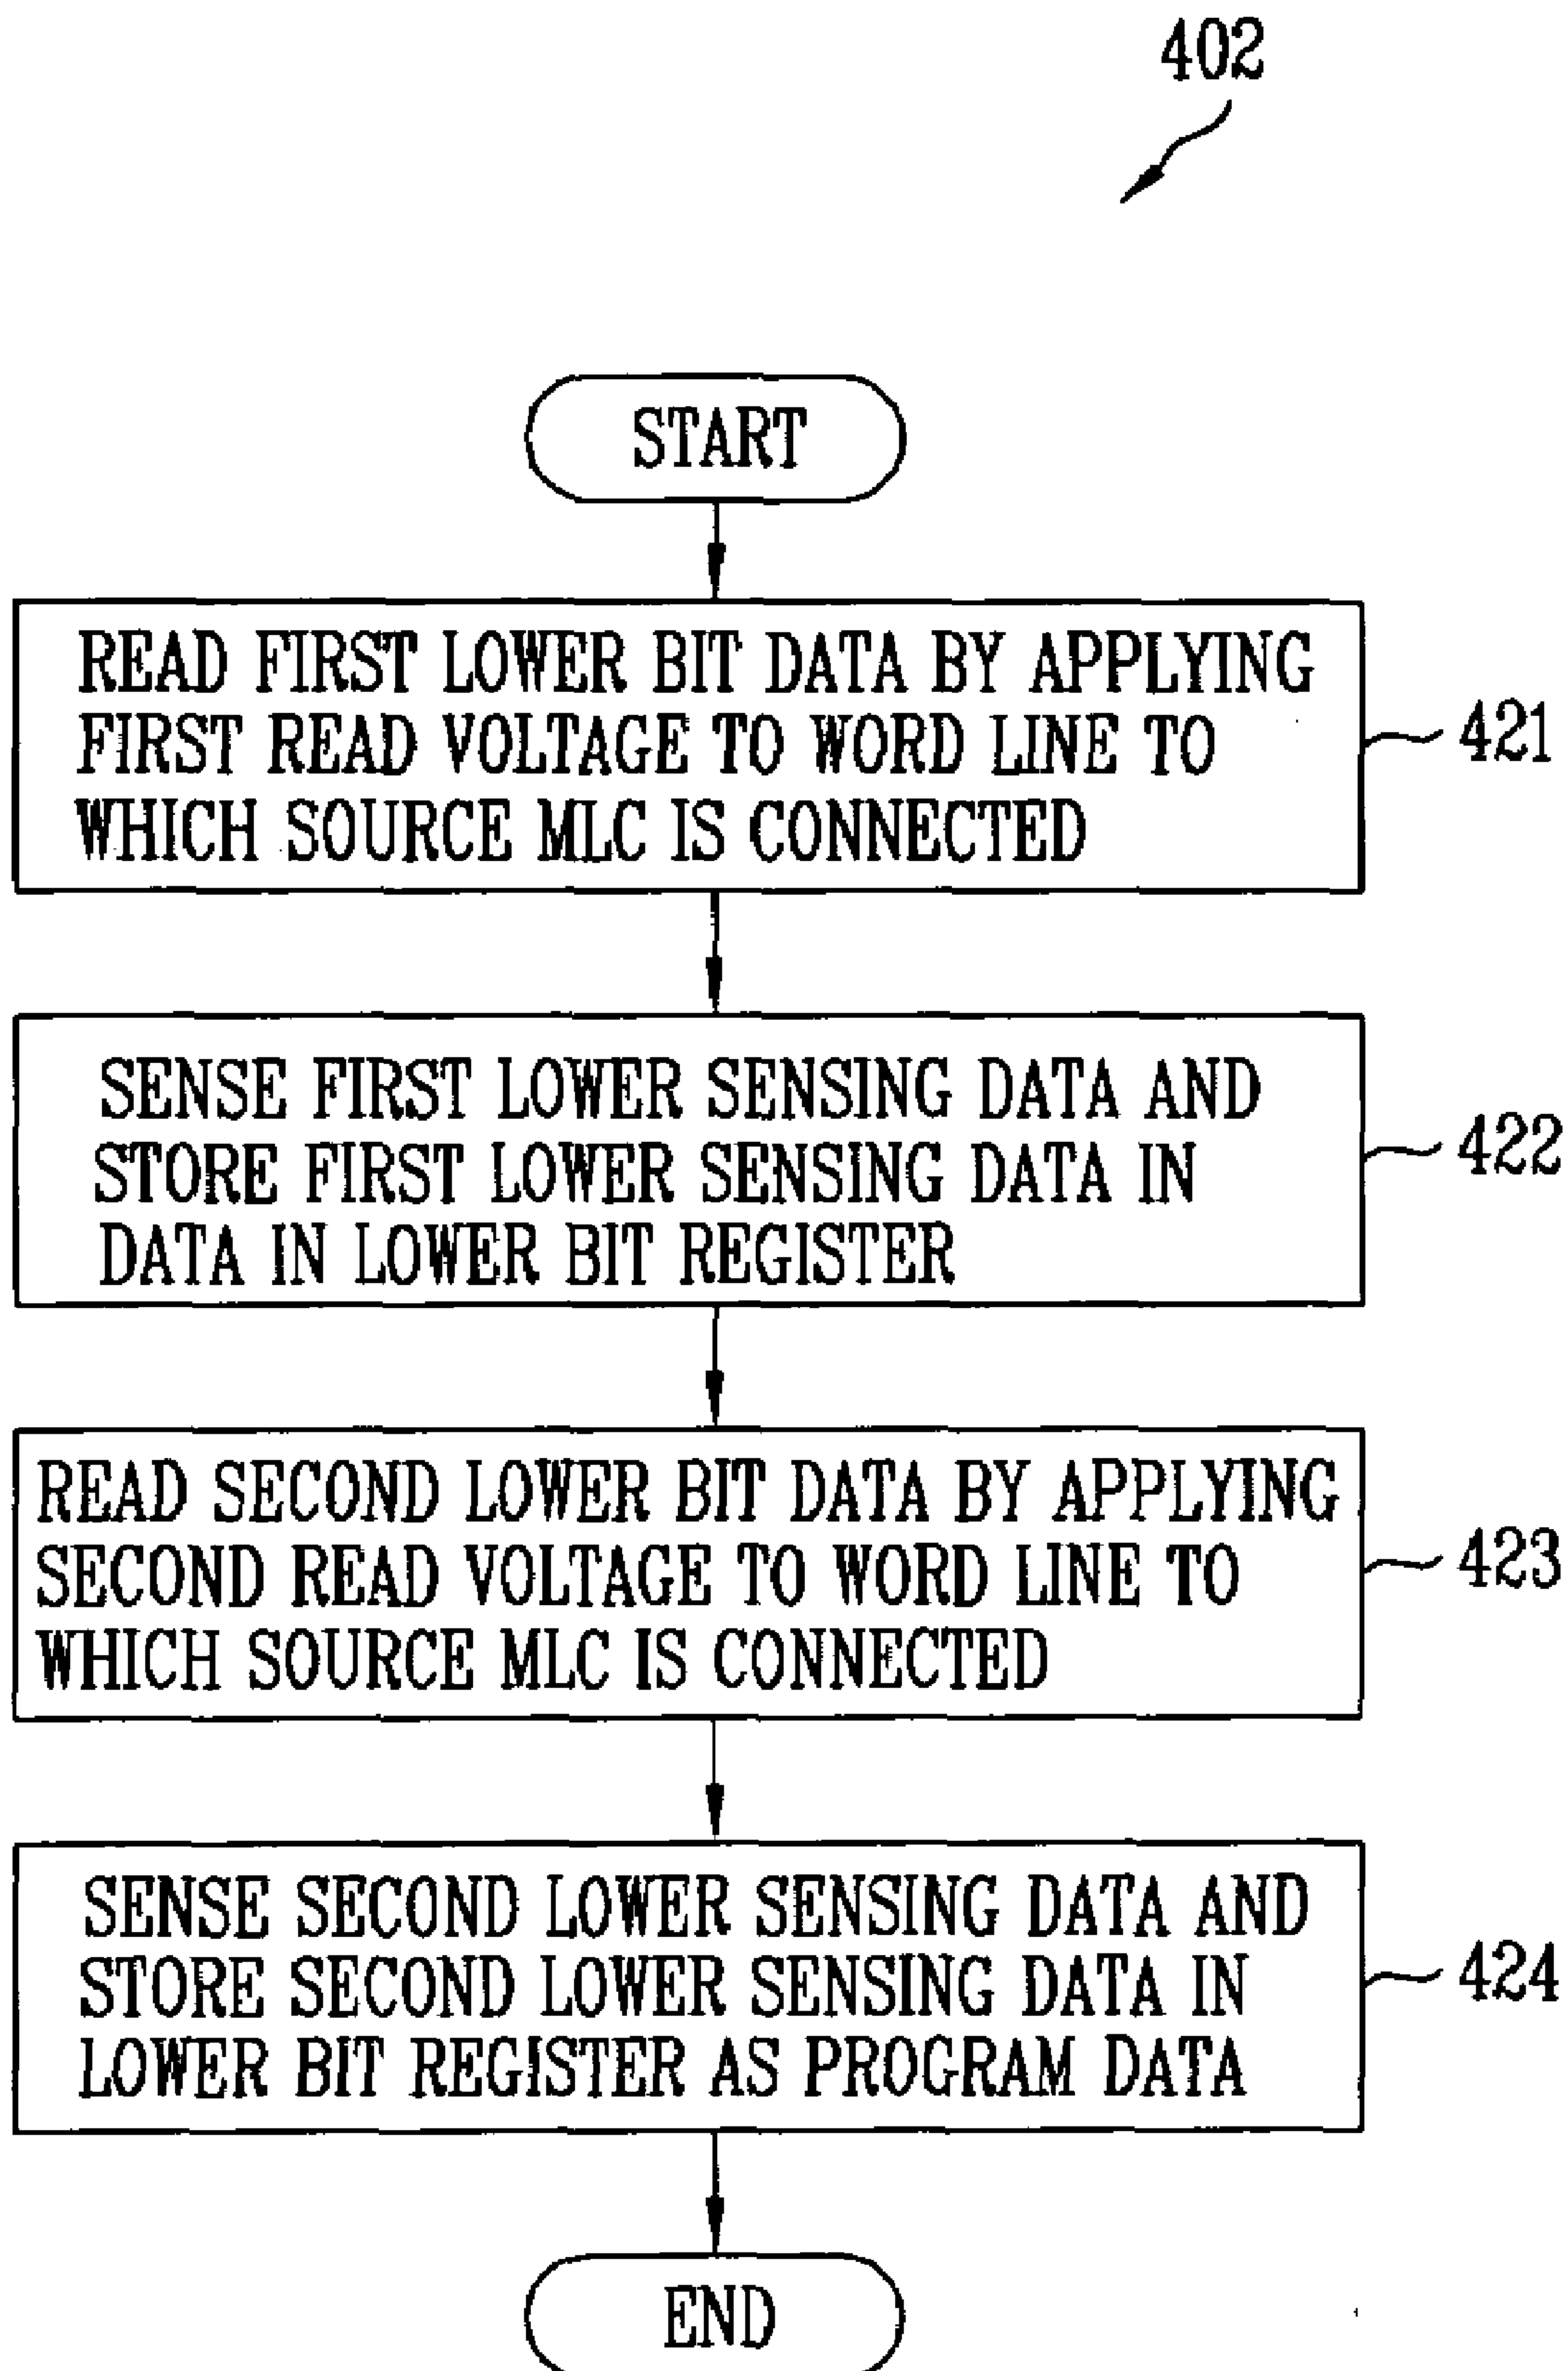 402
START
READ FIRST LOWER BIT DATA BY APPLYING
FIRST READ VOLTAGE TO WORD LINE TO
WHICH SOURCE MLC IS CONNECTED
421
SENSE FIRST LOWER SENSING DATA AND
STORE FIRST LOWER SENSING DATA IN
DATA IN LOWER BIT REGISTER
422
READ SECOND LOWER BIT DATA BY APPLYING
SECOND READ VOLTAGE TO WORD LINE TO
WHICH SOURCE MLC IS CONNECTED
423
SENSE SECOND LOWER SENSING DATA AND
STORE SECOND LOWER SENSING DATA IN
LOWER BIT REGISTER AS PROGRAM DATA
424
END